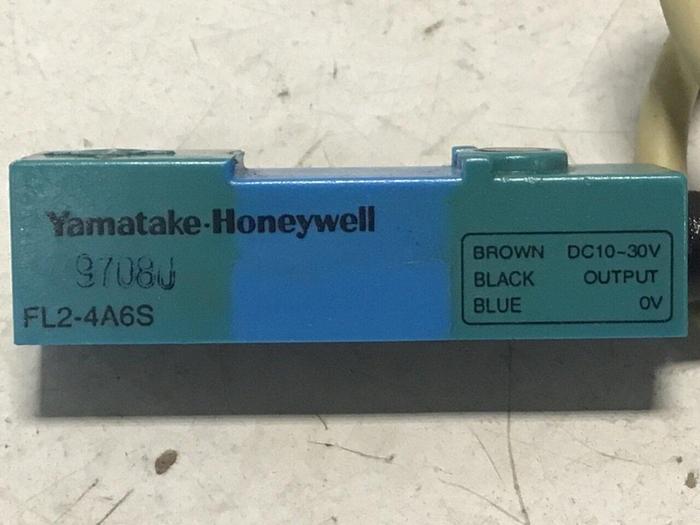 Yamatake-Honeywell
9708J
FL2-4A6S
BROWN DC10~30V
BLACK OUTPUT
BLUE 0V